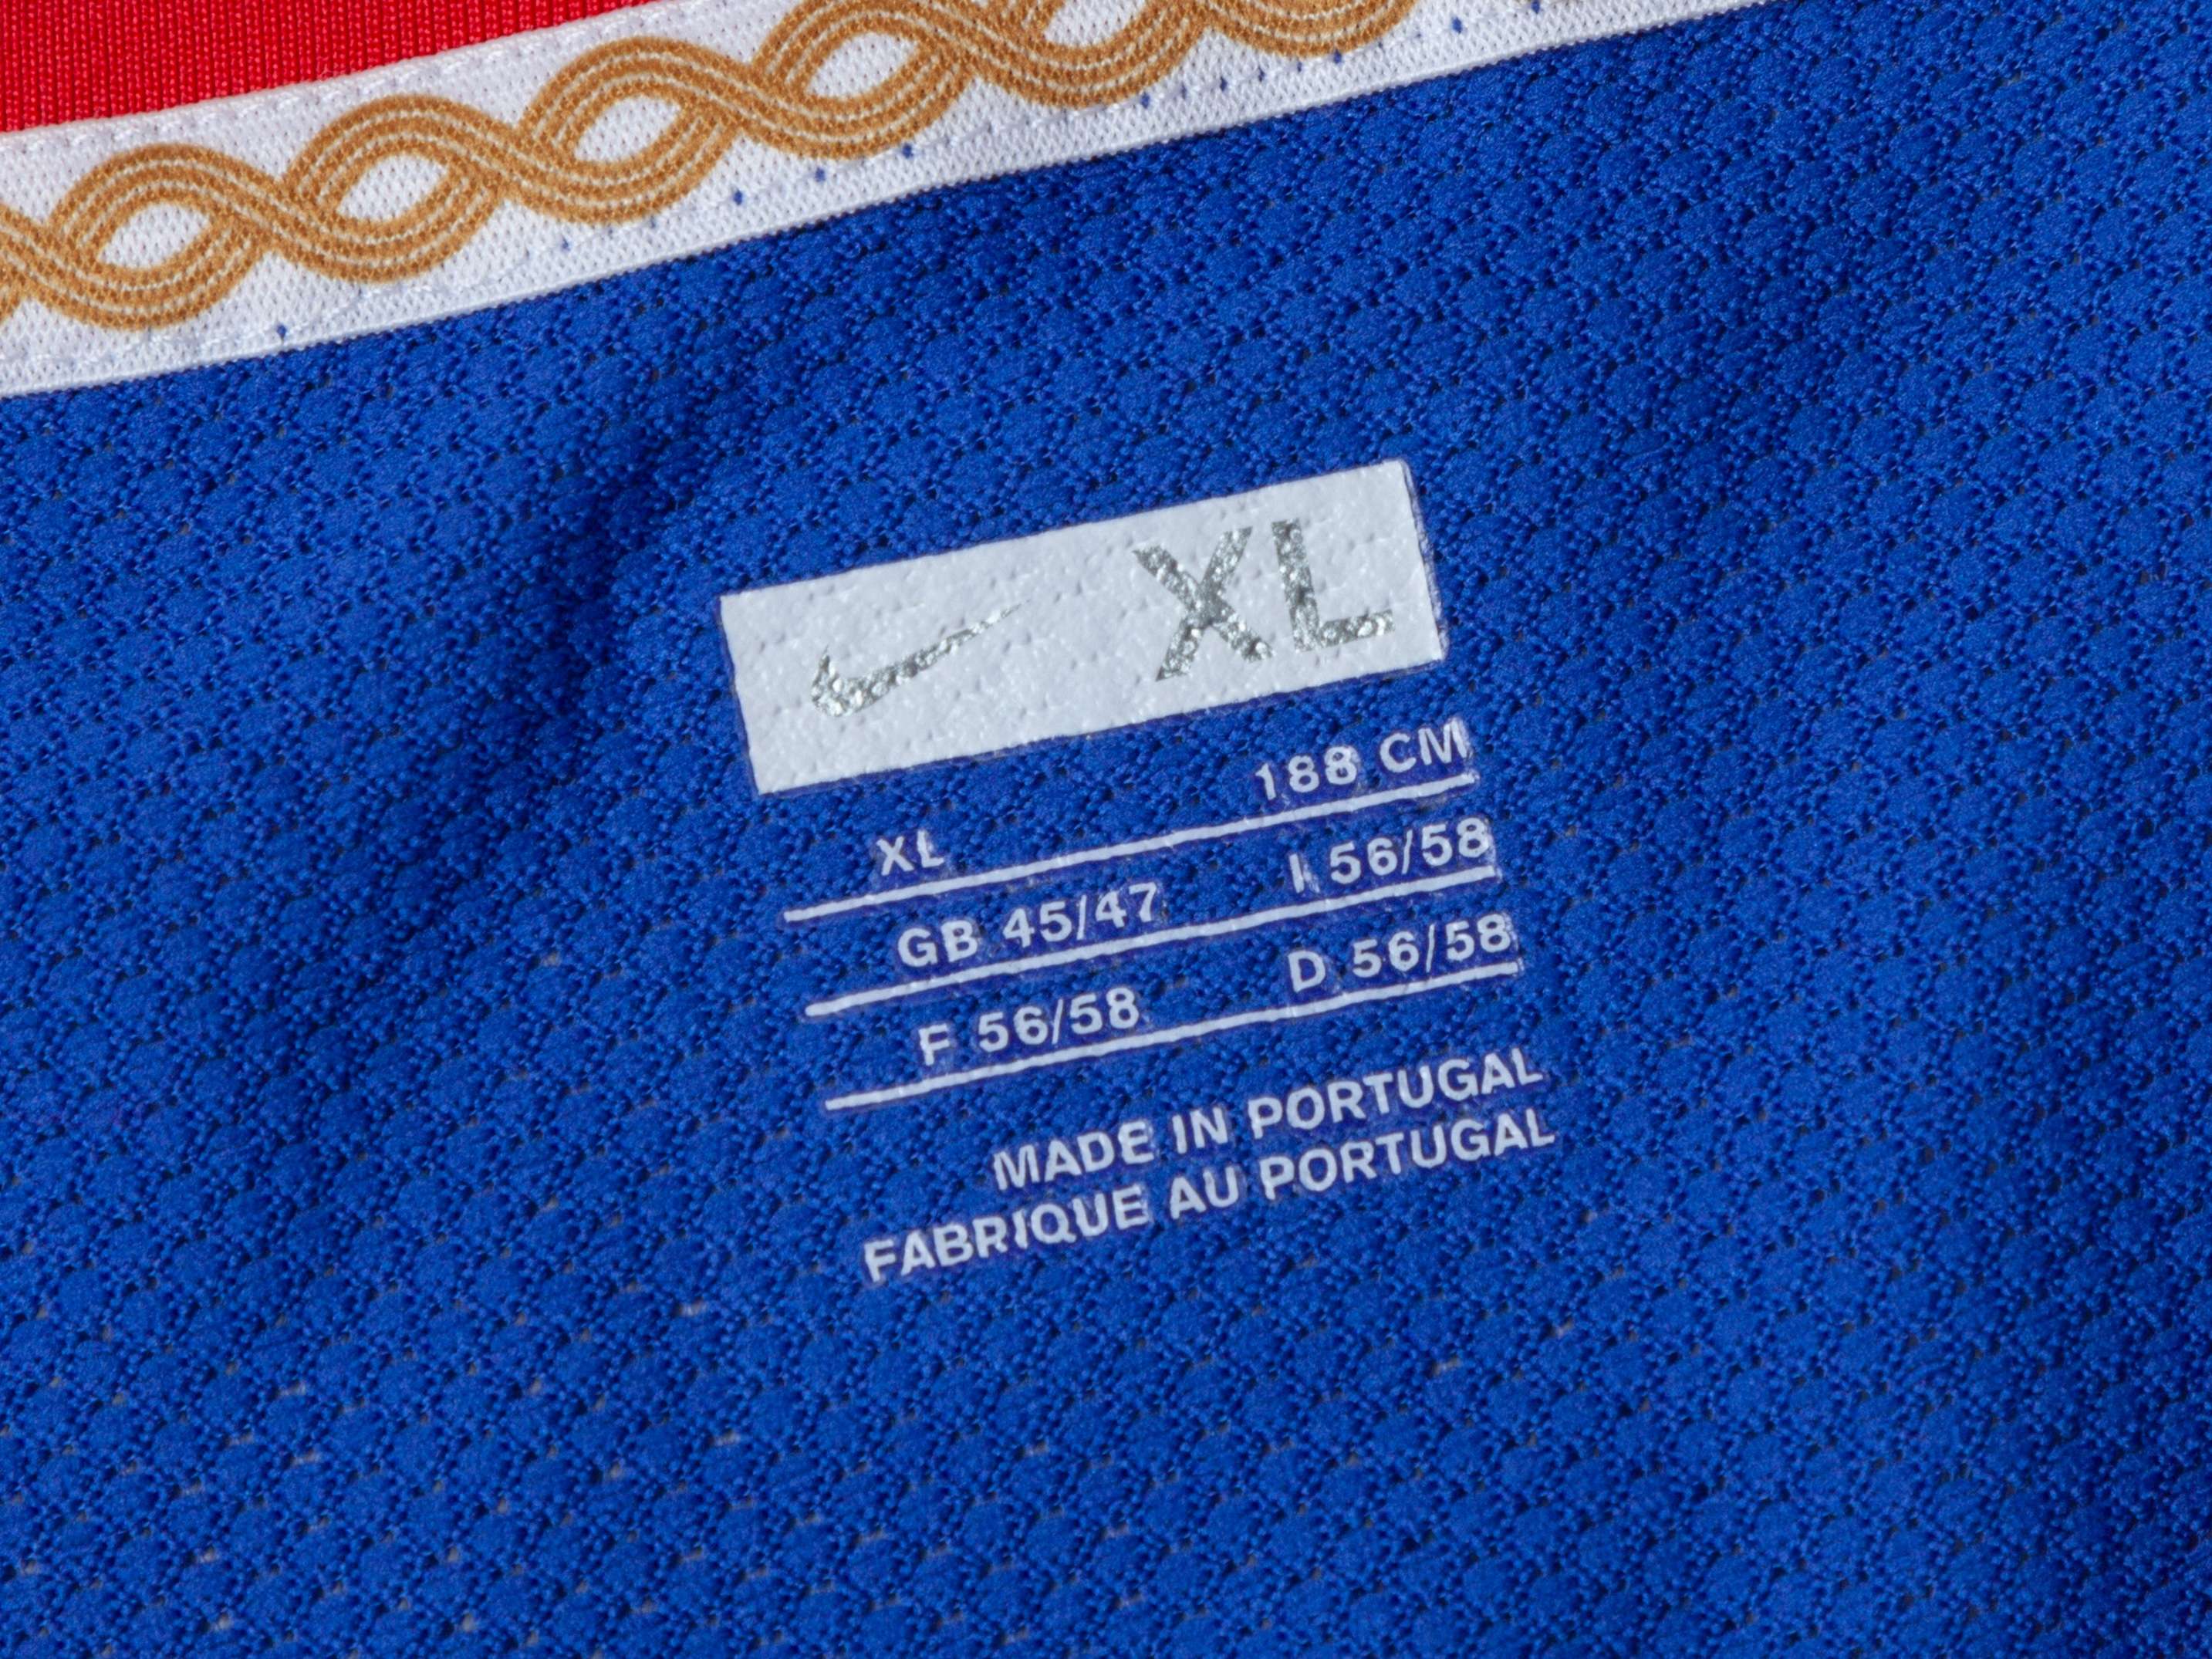 XL
XL 188 CM
GB 45/47 I 56/58
F 56/58 D 56/58
MADE IN PORTUGAL
FABRIQUE AU PORTUGAL